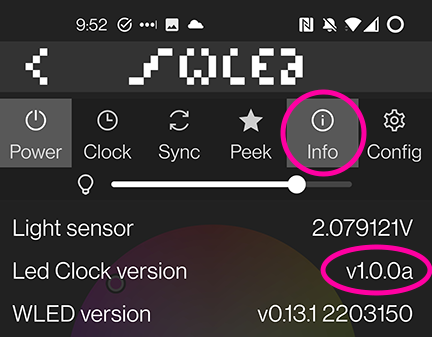 9:52
Power Clock Sync Peek Info Config
Light sensor 2.079121V
Led Clock version v1.0.0a
WLED version v0.13.1 2203150